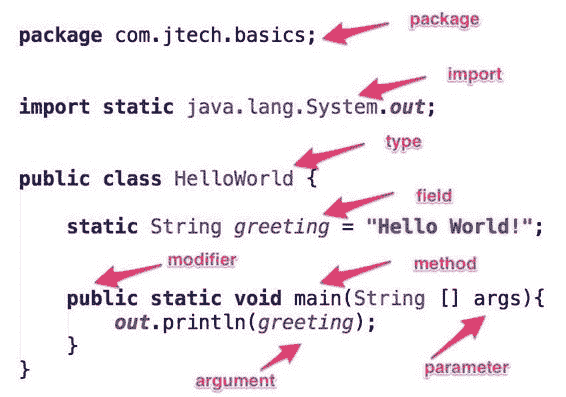 package com.jtech.basics;
package
import static java.lang.System.out;
import
type
public class HelloWorld {
field
static String greeting = "Hello World!";
modifier
method
public static void main(String [] args){
out.println(greeting);
}
argument
parameter
}